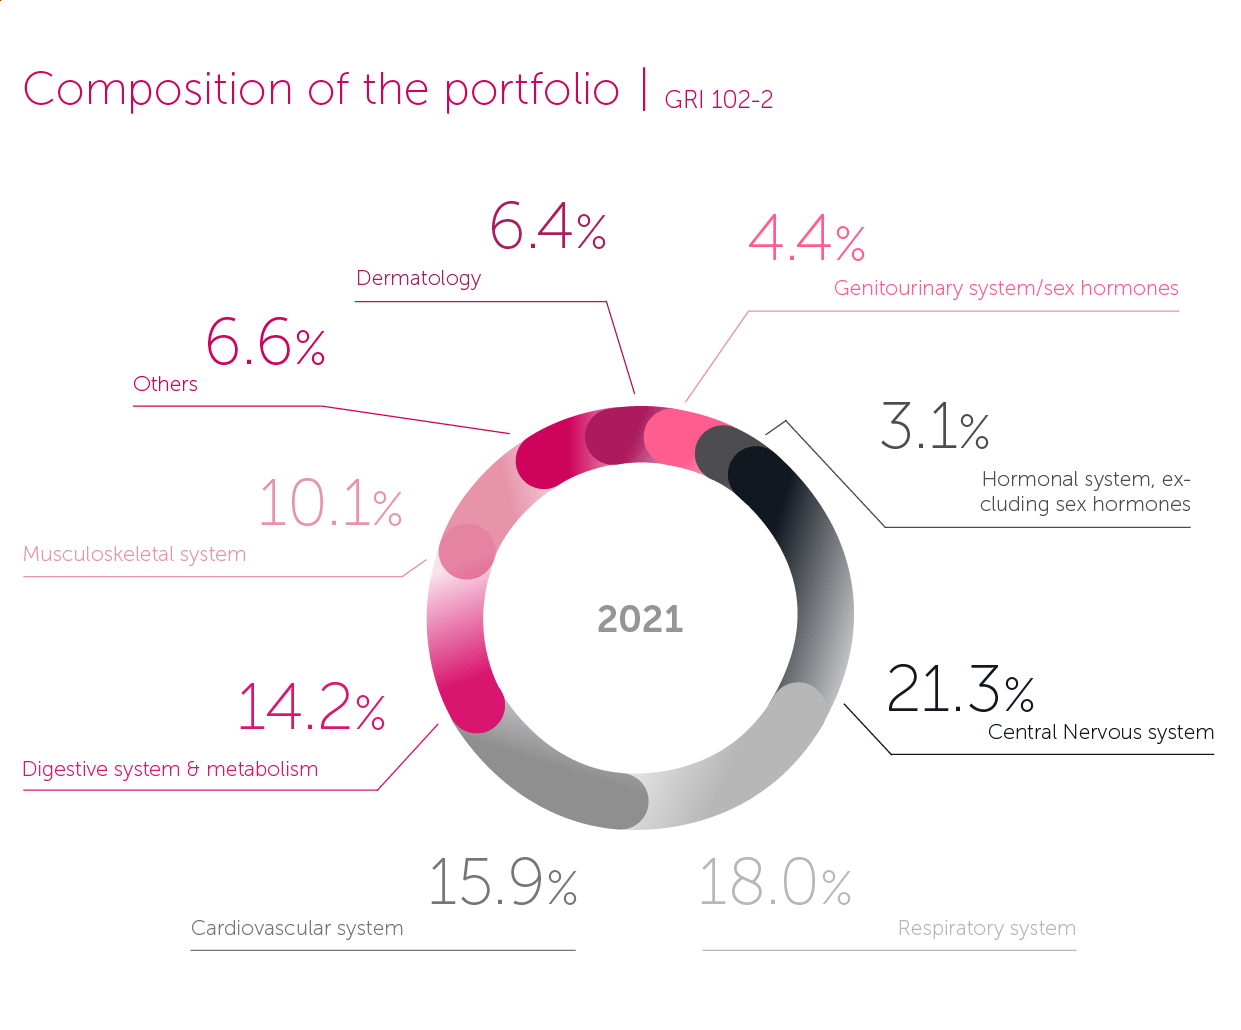 Composition of the portfolio | GRI 102-2
6.4%
Dermatology
4.4%
Genitourinary system/sex hormones
6.6%
Others
3.1%
Hormonal system, ex-
cluding sex hormones
10.1%
Musculoskeletal system
2021
21.3%
Central Nervous system
14.2%
Digestive system & metabolism
15.9%
Cardiovascular system
18.0%
Respiratory system